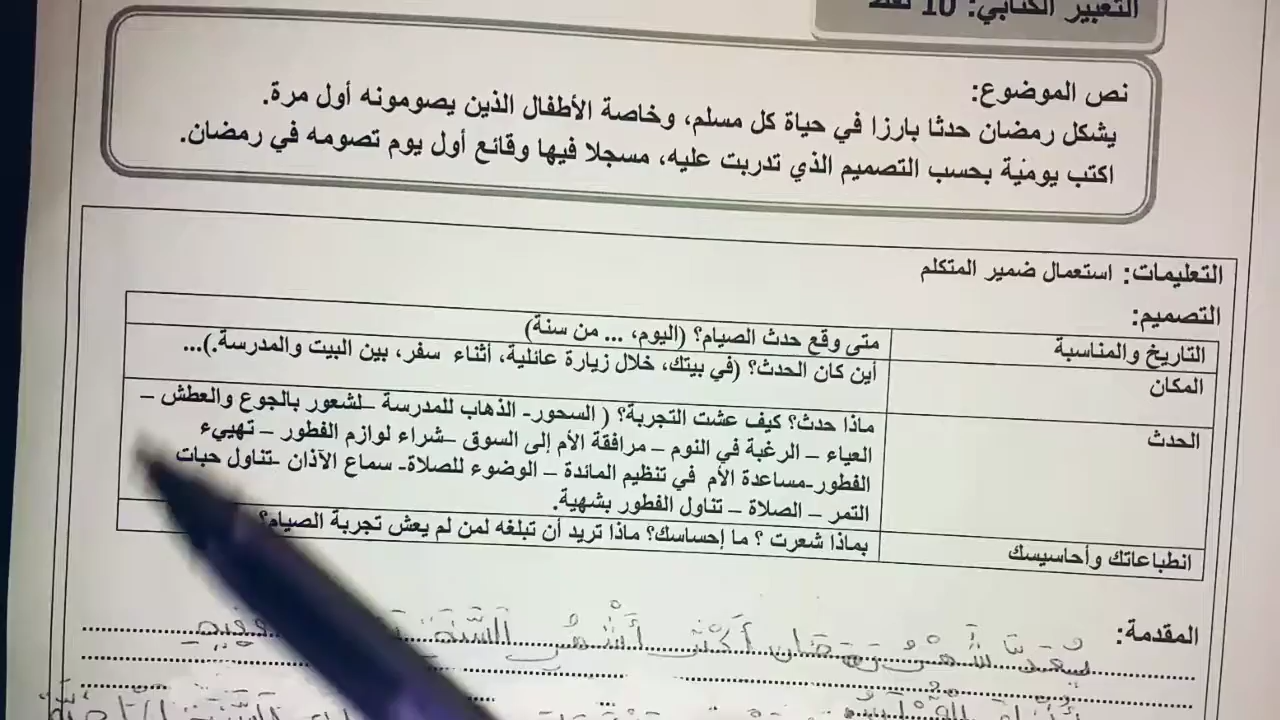 التعبير الكتابي: 10 نقط
نص الموضوع:
يشكل رمضان حدثا بارزا في حياة كل مسلم، وخاصة الأطفال الذين يصومونه أول مرة.
اكتب يومية بحسب التصميم الذي تدربت عليه، مسجلا فيها وقائع أول يوم تصومه في رمضان.
التعليمات: استعمال ضمير المتكلم
التصميم:
التاريخ والمناسبة
متى وقع حدث الصيام؟ (اليوم، ... من سنة)
المكان
أين كان الحدث؟ (في بيتك، خلال زيارة عائلية، أثناء سفر، بين البيت والمدرسة.)...
الحدث
ماذا حدث؟ كيف عشت التجربة؟ ( السحور- الذهاب للمدرسة –لشعور بالجوع والعطش –
العياء – الرغبة في النوم – مرافقة الأم إلى السوق –شراء لوازم الفطور – تهييء
الفطور-مساعدة الأم في تنظيم المائدة – الوضوء للصلاة- سماع الآذان -تناول حبات
التمر – الصلاة – تناول الفطور بشهية.
انطباعاتك وأحاسيسك
بماذا شعرت ؟ ما إحساسك؟ ماذا تريد أن تبلغه لمن لم يعش تجربة الصيام؟
المقدمة:
يُعَدُّ شَهْرُ رَمَضَان أَكْثَر أَشْهُرِ السَّنَةِ